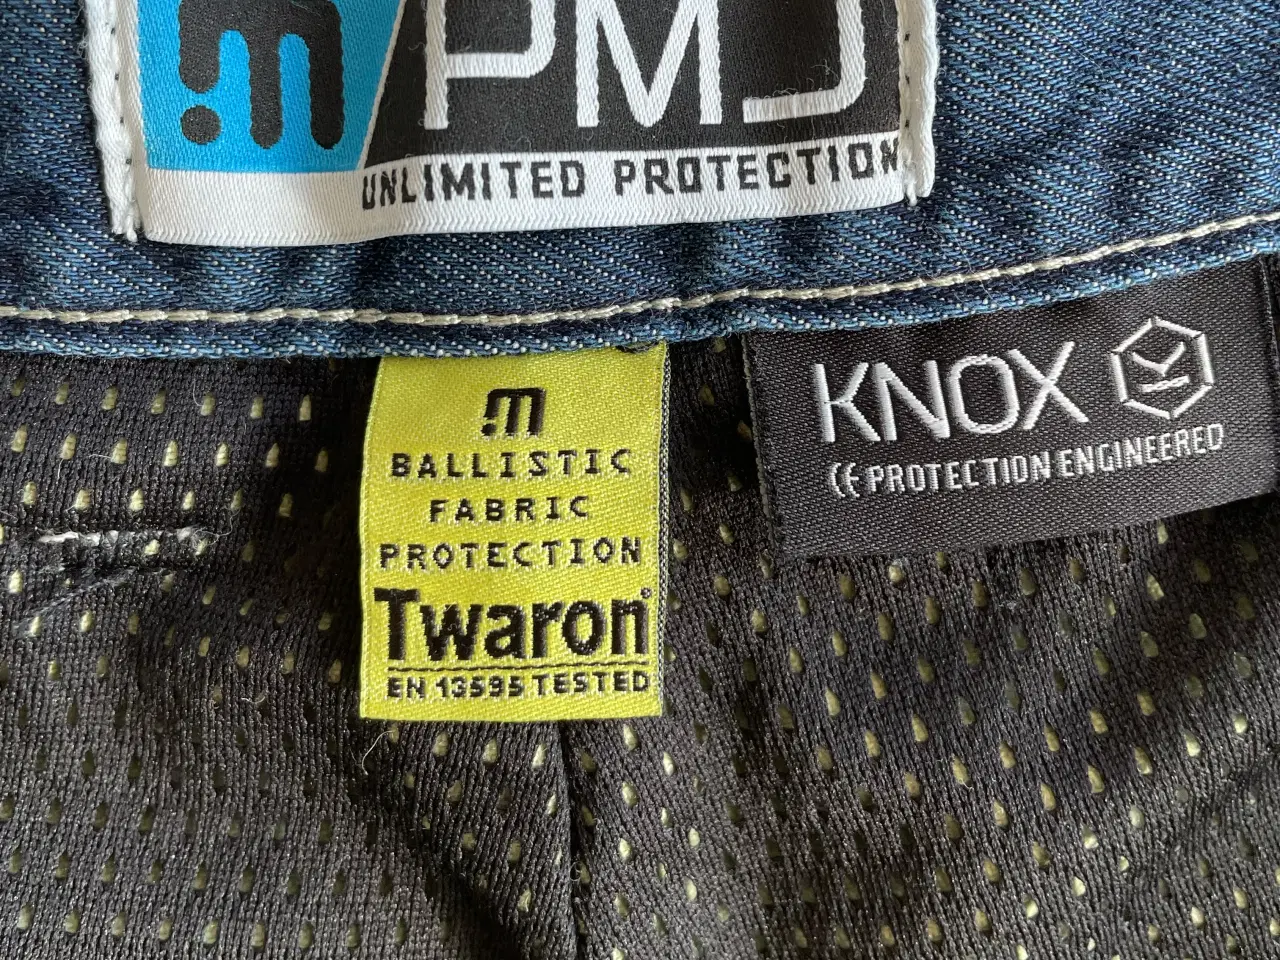 PMJ
UNLIMITED PROTECTION
BALLISTIC
FABRIC
PROTECTION
Twaron®
EN 13595 TESTED
KNOX
CE PROTECTION ENGINEERED